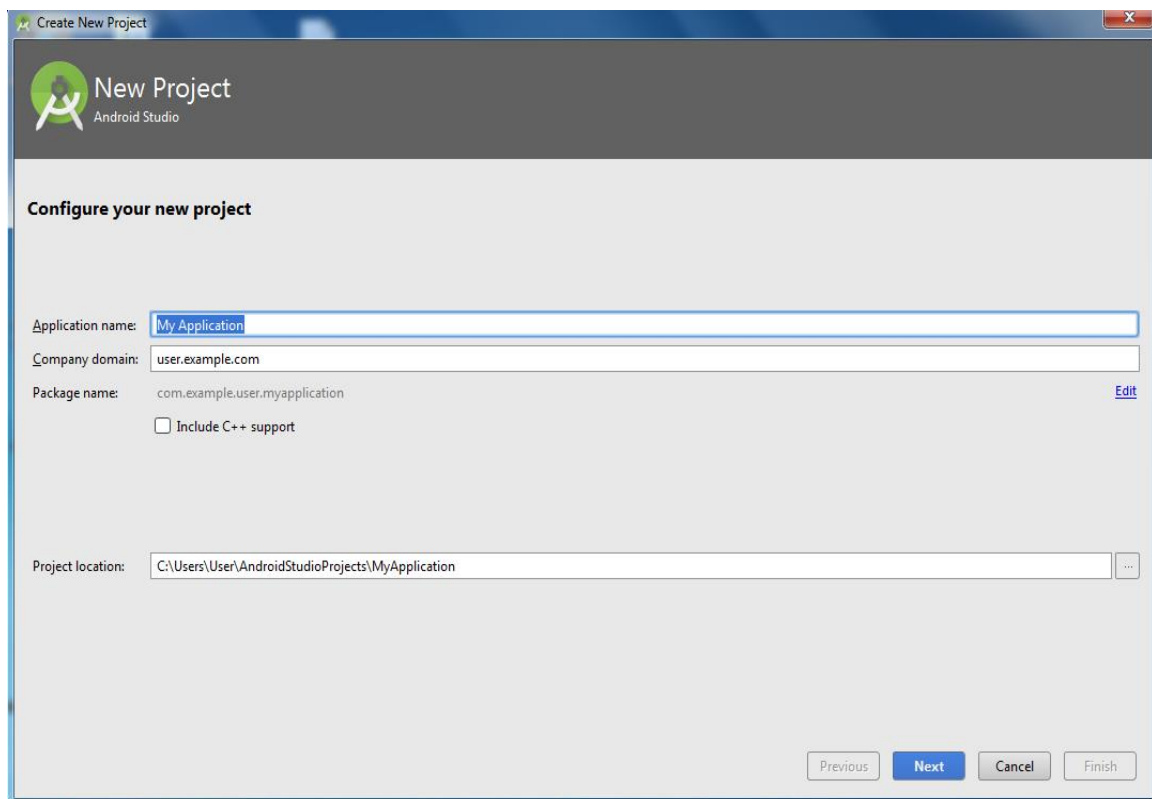 Create New Project
New Project
Android Studio
Configure your new project
Application name: My Application
Company domain: user.example.com
Package name: com.example.user.myapplication Edit
Include C++ support
Project location: C:\Users\User\AndroidStudioProjects\MyApplication ...
Previous Next Cancel Finish